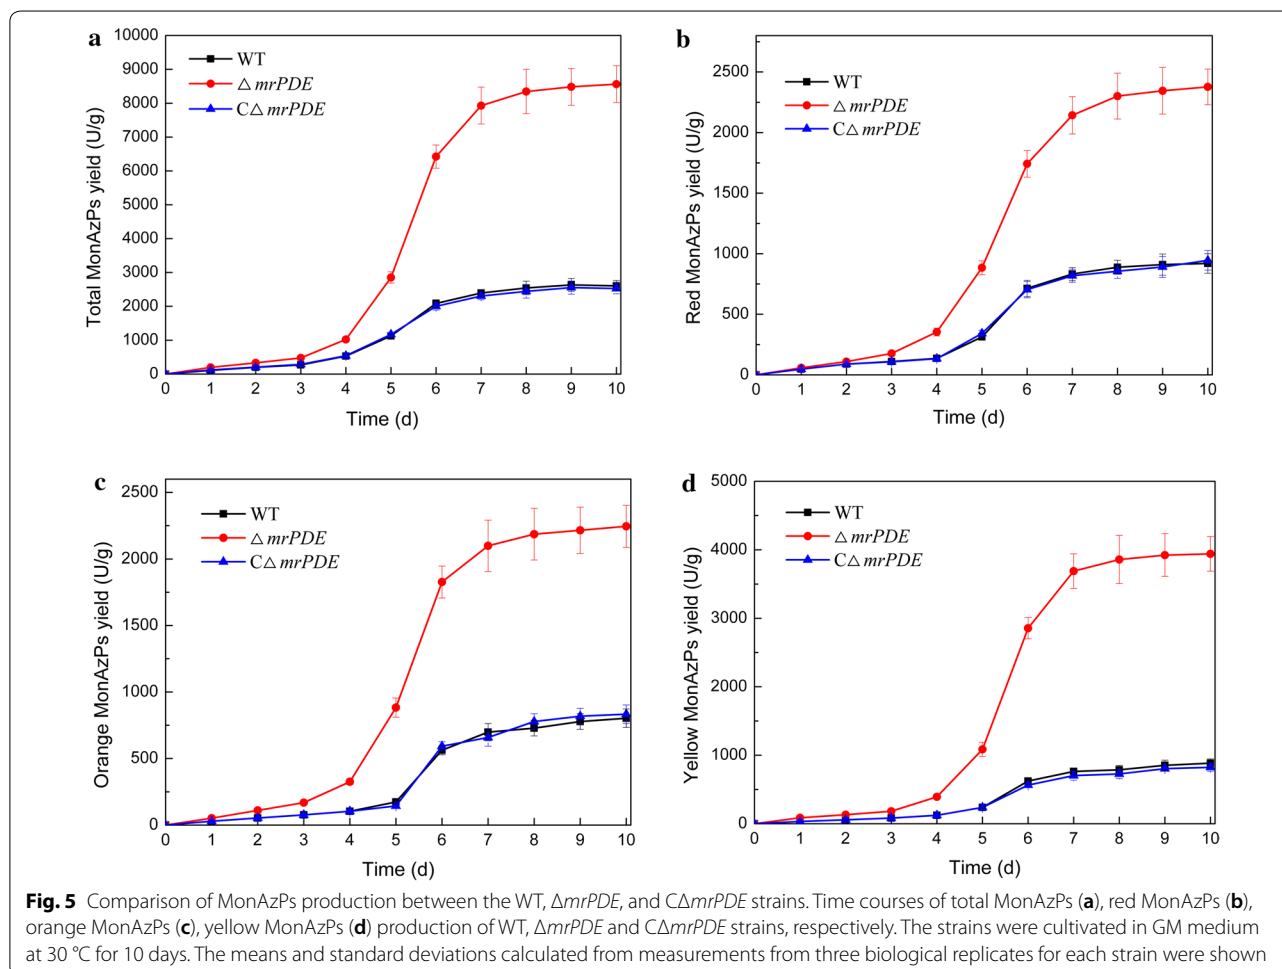 a
10000
9000
8000
7000
6000
5000
4000
3000
2000
1000
0
Total MonAzPs yield (U/g)
WT
△ mrPDE
C△ mrPDE
0 1 2 3 4 5 6 7 8 9 10
Time (d)
b
2500
2000
1500
1000
500
0
Red MonAzPs yield (U/g)
WT
△ mrPDE
C△ mrPDE
0 1 2 3 4 5 6 7 8 9 10
Time (d)
c
2500
2000
1500
1000
500
0
Orange MonAzPs yield (U/g)
WT
△ mrPDE
C△ mrPDE
0 1 2 3 4 5 6 7 8 9 10
Time (d)
d
5000
4000
3000
2000
1000
0
Yellow MonAzPs yield (U/g)
WT
△ mrPDE
C△ mrPDE
0 1 2 3 4 5 6 7 8 9 10
Time (d)
Fig. 5 Comparison of MonAzPs production between the WT, ΔmrPDE, and CΔmrPDE strains. Time courses of total MonAzPs (a), red MonAzPs (b),
orange MonAzPs (c), yellow MonAzPs (d) production of WT, ΔmrPDE and CΔmrPDE strains, respectively. The strains were cultivated in GM medium
at 30 °C for 10 days. The means and standard deviations calculated from measurements from three biological replicates for each strain were shown